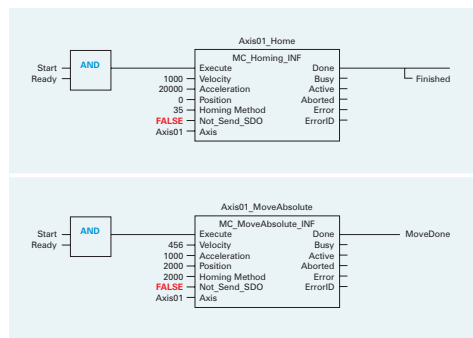 Axis01_Home
MC_Homing_INF
Start AND Execute Done
Ready 1000 Velocity Busy Finished
20000 Acceleration Active
0 Position Aborted
35 Homing Method Error
FALSE Not_Send_SDO ErrorID
Axis01 Axis
Axis01_MoveAbsolute
MC_MoveAbsolute_INF
Start AND Execute Done MoveDone
Ready 456 Velocity Busy
1000 Acceleration Active
2000 Position Aborted
2000 Homing Method Error
FALSE Not_Send_SDO ErrorID
Axis01 Axis